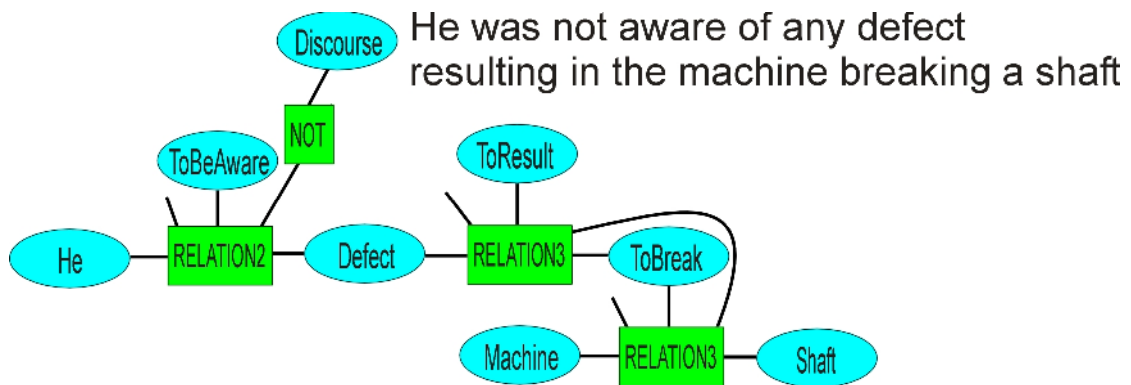 He was not aware of any defect
resulting in the machine breaking a shaft
Discourse
NOT
ToBeAware
ToResult
He
RELATION2
Defect
RELATION3
ToBreak
Machine
RELATION3
Shaft